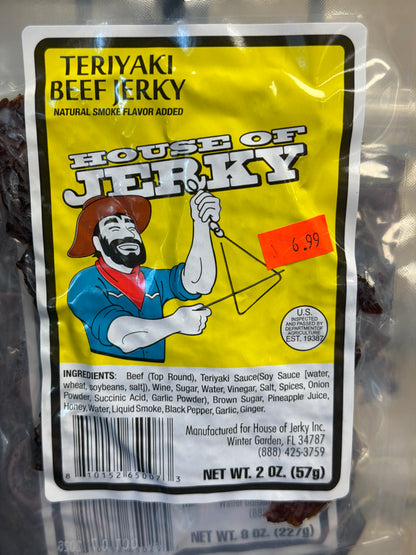 TERIYAKI
BEEF JERKY
NATURAL SMOKE FLAVOR ADDED
HOUSE OF
JERKY
6.99
U.S.
INSPECTED
AND PASSED BY
DEPARTMENT OF
AGRICULTURE
EST. 19387
INGREDIENTS: Beef (Top Round), Teriyaki Sauce(Soy Sauce [water,
wheat, soybeans, salt]), Wine, Sugar, Water, Vinegar, Salt, Spices, Onion
Powder, Succinic Acid, Garlic Powder), Brown Sugar, Pineapple Juice,
Honey, Water, Liquid Smoke, Black Pepper, Garlic, Ginger.
Manufactured for House of Jerky Inc.
Winter Garden, FL 34787
(888) 425-3759
8 10152 65007 3
NET WT. 2 OZ. (57g)
NET WT. 8 OZ. (227g)